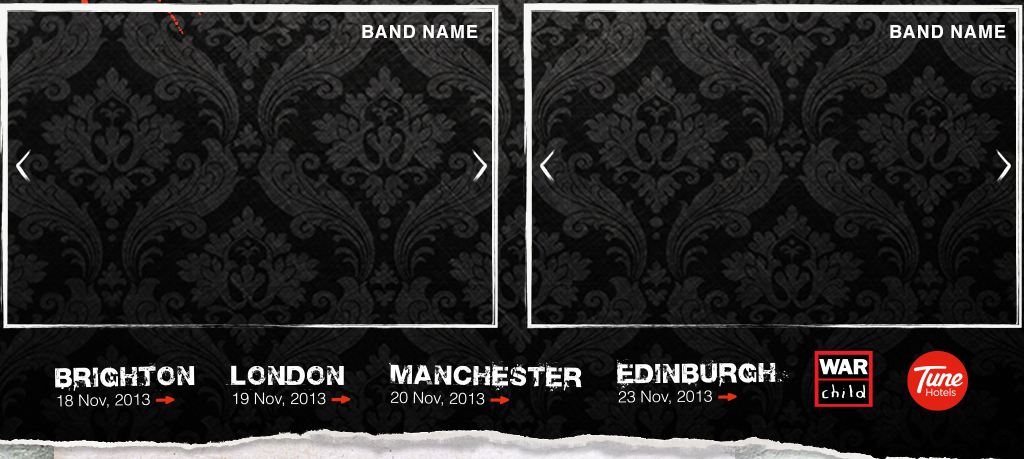 BAND NAME
BAND NAME
BRIGHTON
18 Nov, 2013
LONDON
19 Nov, 2013
MANCHESTER
20 Nov, 2013
EDINBURGH
23 Nov, 2013
WAR
child
Tune
Hotels